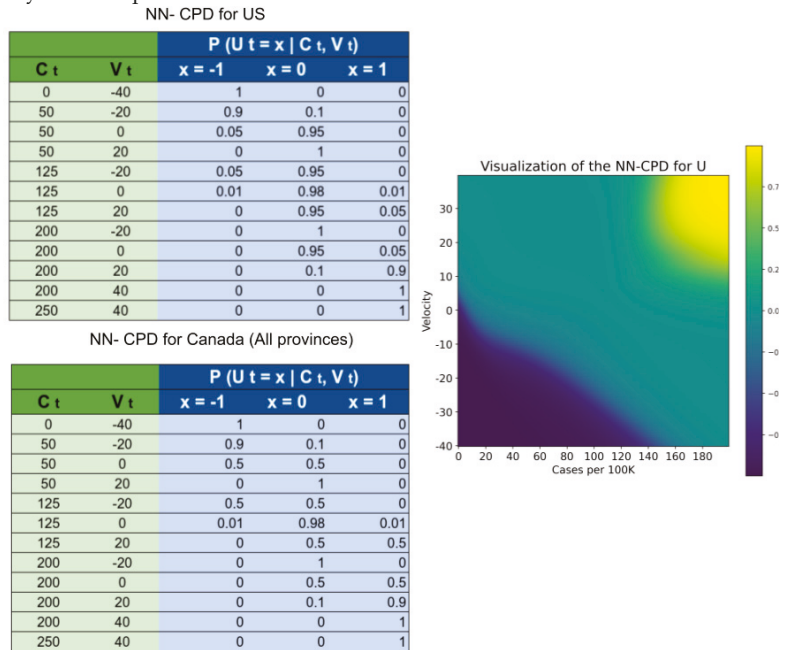 NN- CPD for US
P (U t = x | C t, V t)
C t V t x = -1 x = 0 x = 1
0 -40 1 0 0
50 -20 0.9 0.1 0
50 0 0.05 0.95 0
50 20 0 1 0
125 -20 0.05 0.95 0
125 0 0.01 0.98 0.01
125 20 0 0.95 0.05
200 -20 0 1 0
200 0 0 0.95 0.05
200 20 0 0.1 0.9
200 40 0 0 1
250 40 0 0 1
NN- CPD for Canada (All provinces)
P (U t = x | C t, V t)
C t V t x = -1 x = 0 x = 1
0 -40 1 0 0
50 -20 0.9 0.1 0
50 0 0.5 0.5 0
50 20 0 1 0
125 -20 0.5 0.5 0
125 0 0.01 0.98 0.01
125 20 0 0.5 0.5
200 -20 0 1 0
200 0 0 0.5 0.5
200 20 0 0.1 0.9
200 40 0 0 1
250 40 0 0 1
Visualization of the NN-CPD for U
30
20
10
0
-10
-20
-30
-40
Velocity
0 20 40 60 80 100 120 140 160 180
Cases per 100K
0.7
0.5
0.2
0.0
-0
-0
-0